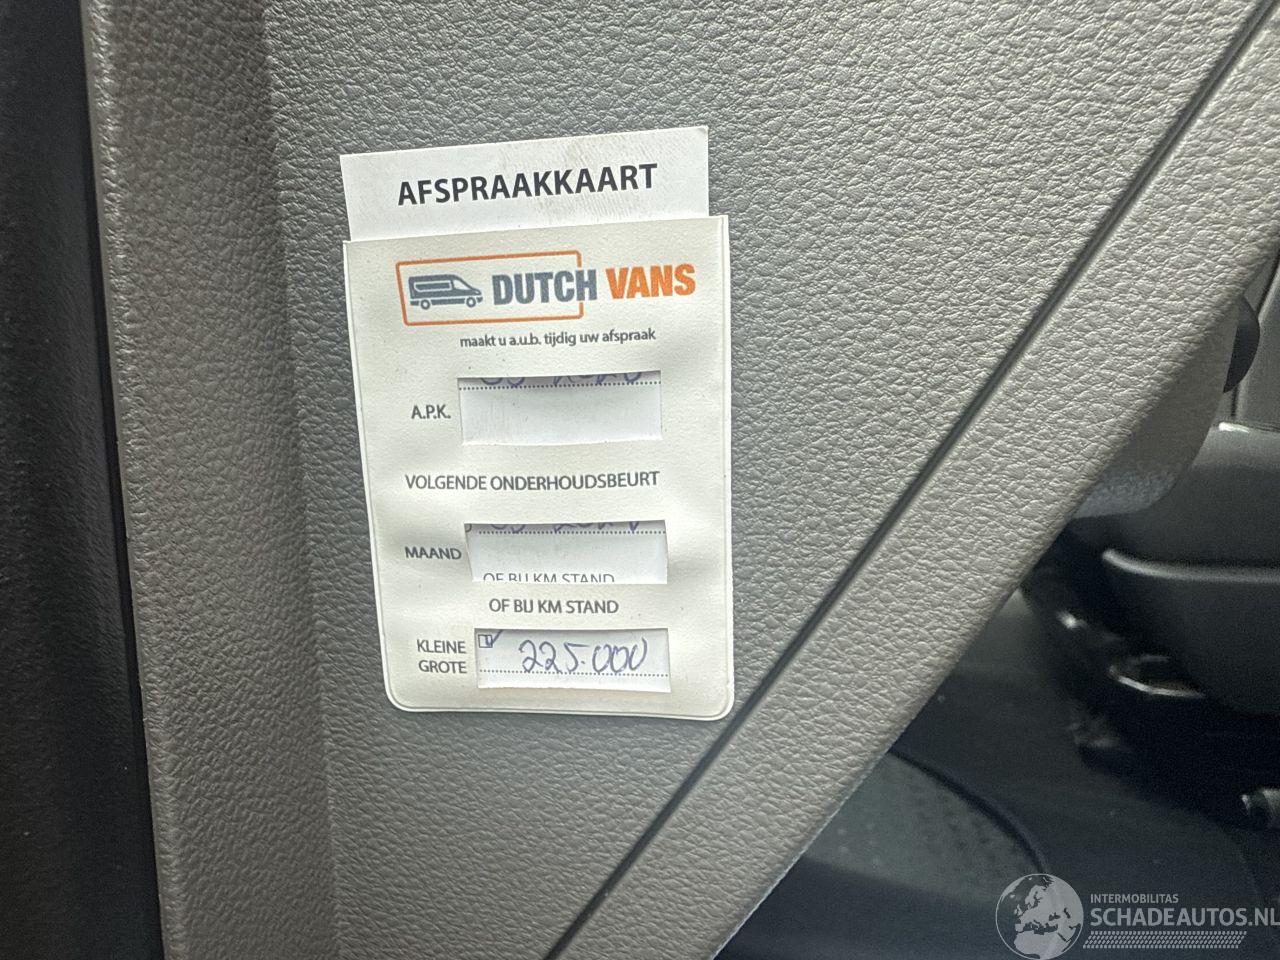 AFSPRAAKKAART
DUTCH VANS
maakt u a.u.b. tijdig uw afspraak
A.P.K.
VOLGENDE ONDERHOUDSBEURT
MAAND
OF BIJ KM STAND
OF BIJ KM STAND
KLEINE
225.000
GROTE
INTERMOBILITAS
SCHADEAUTOS.NL